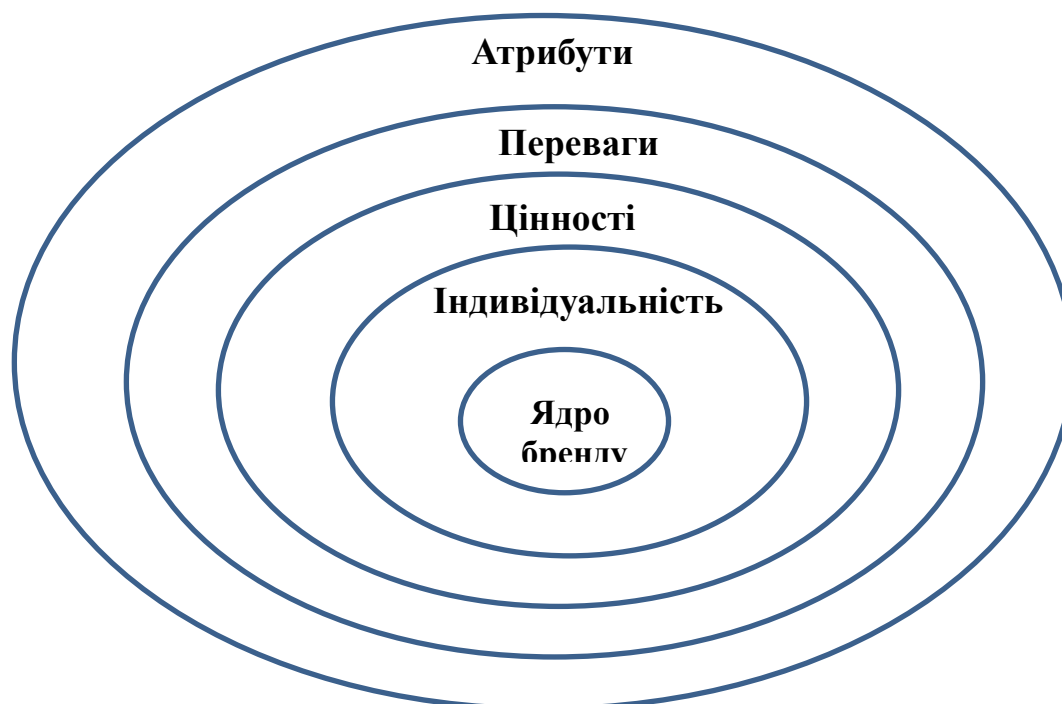 Атрибути
Переваги
Цінності
Індивідуальність
Ядро
бренду